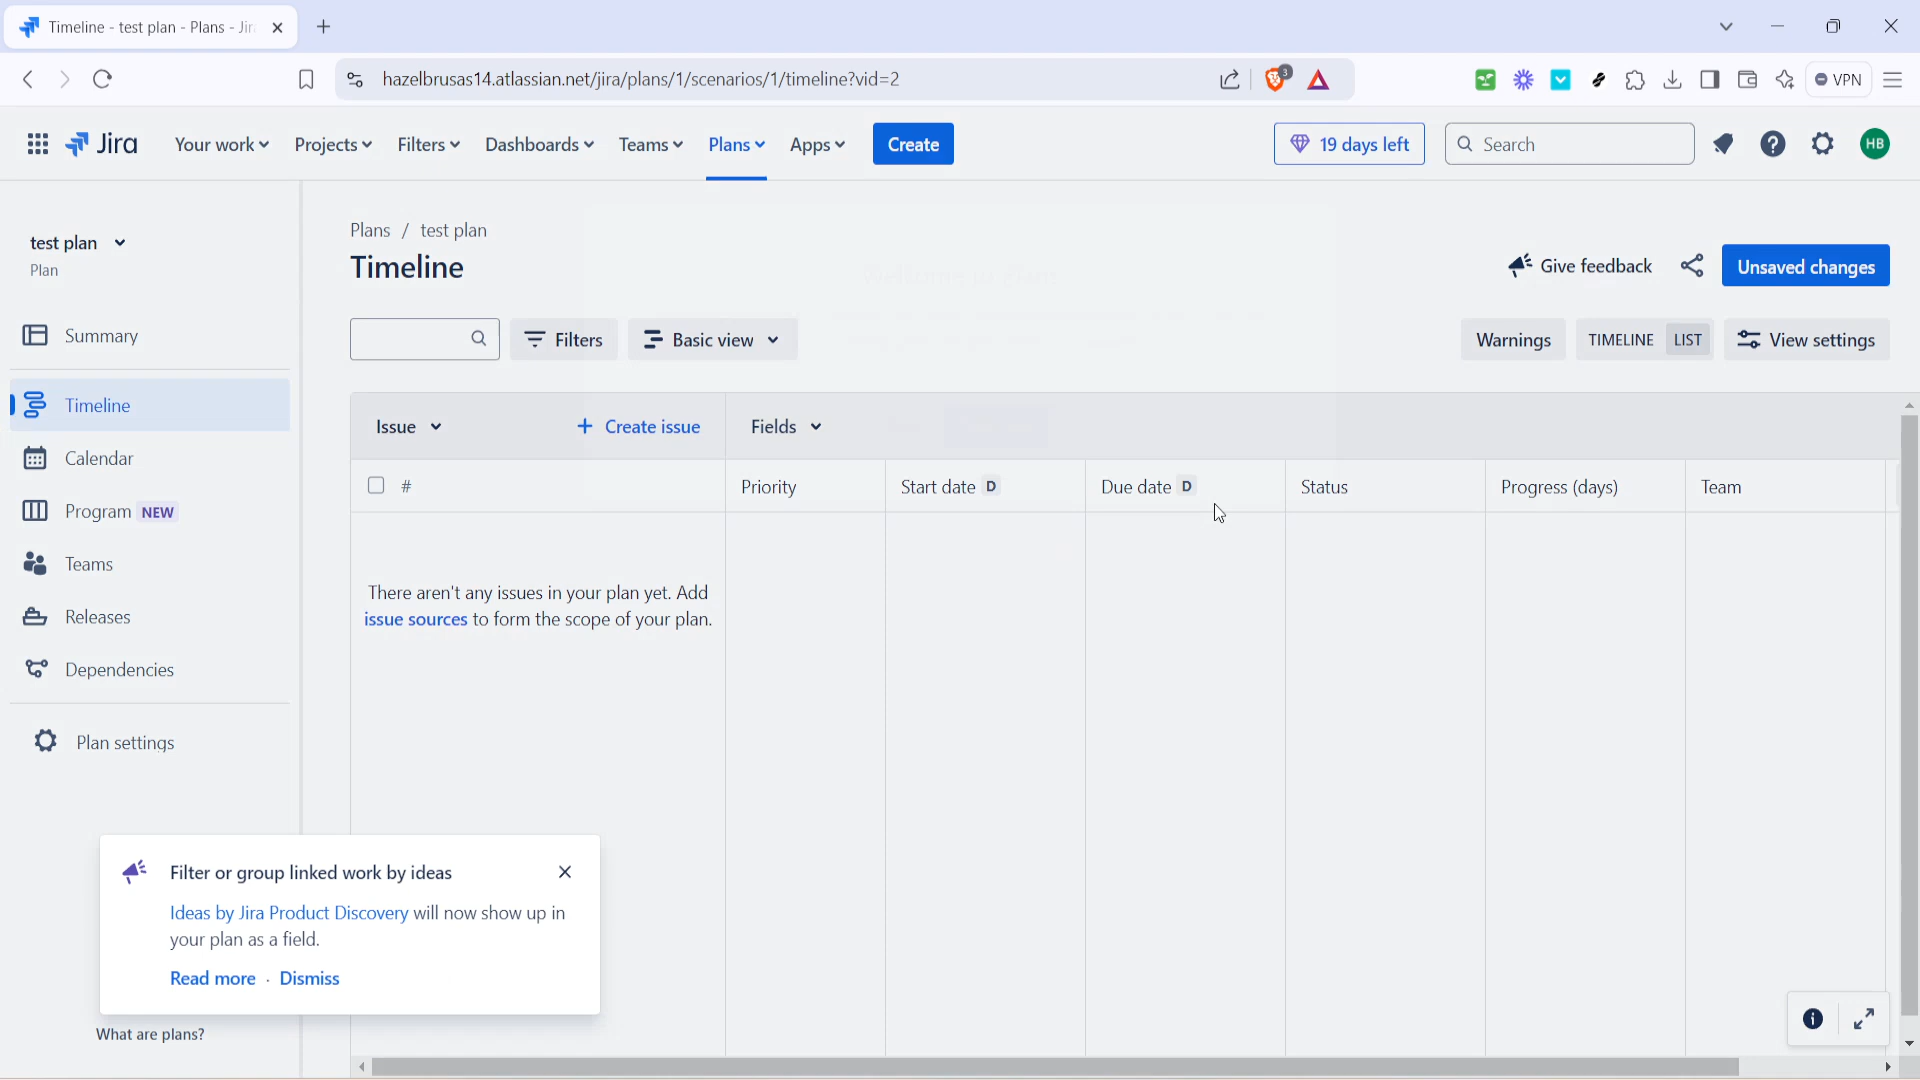 Timeline - test plan - Plans - Jir
hazelbrusas14.atlassian.net/jira/plans/1/scenarios/1/timeline?vid=2
3
VPN
Jira
Your work
Projects
Filters
Dashboards
Teams
Plans
Apps
Create
19 days left
Search
HB
test plan
Plan
Plans / test plan
Timeline
Give feedback
Unsaved changes
Summary
Filters
Basic view
Warnings
TIMELINE
LIST
View settings
Timeline
Calendar
Program NEW
Teams
Releases
Dependencies
Plan settings
Issue
+ Create issue
Fields
#
Priority
Start date D
Due date D
Status
Progress (days)
Team
There aren't any issues in your plan yet. Add
issue sources to form the scope of your plan.
Filter or group linked work by ideas
Ideas by Jira Product Discovery will now show up in
your plan as a field.
Read more · Dismiss
What are plans?